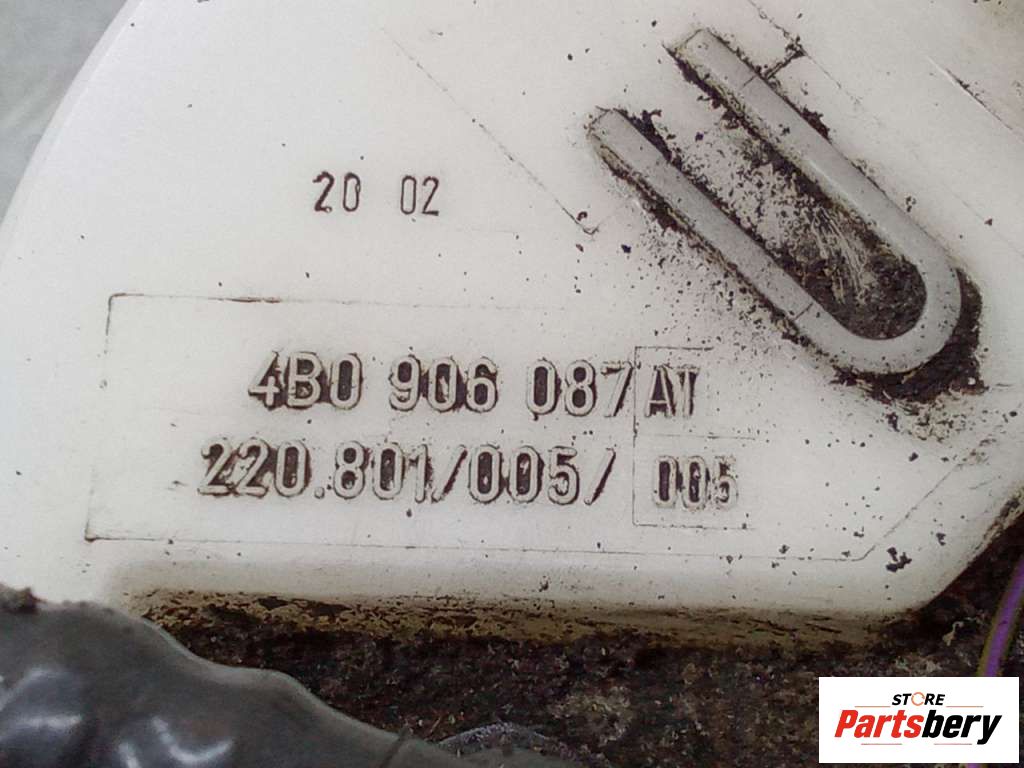 20 02
4B0 906 087 AT
220.801/005/ 005
STORE
Partsbery